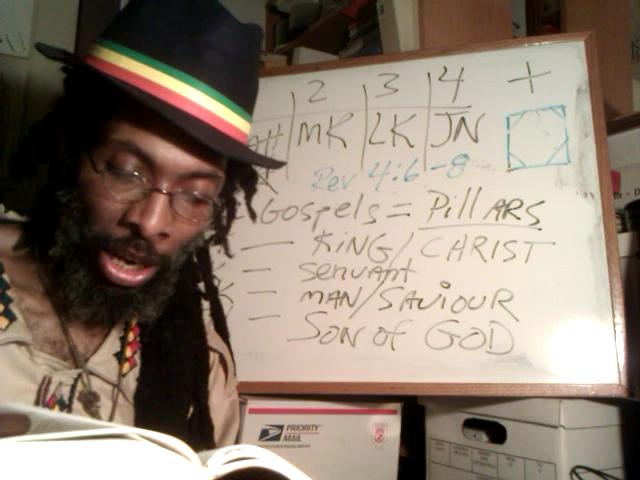 2 3 4 +
MK LK JN
Rev 4:6-8
= Gospels = PillARS
— KiNG/CHRIST
— servant
— MAN/SAViOUR
— SON of GOD
PRIORITY
MAIL